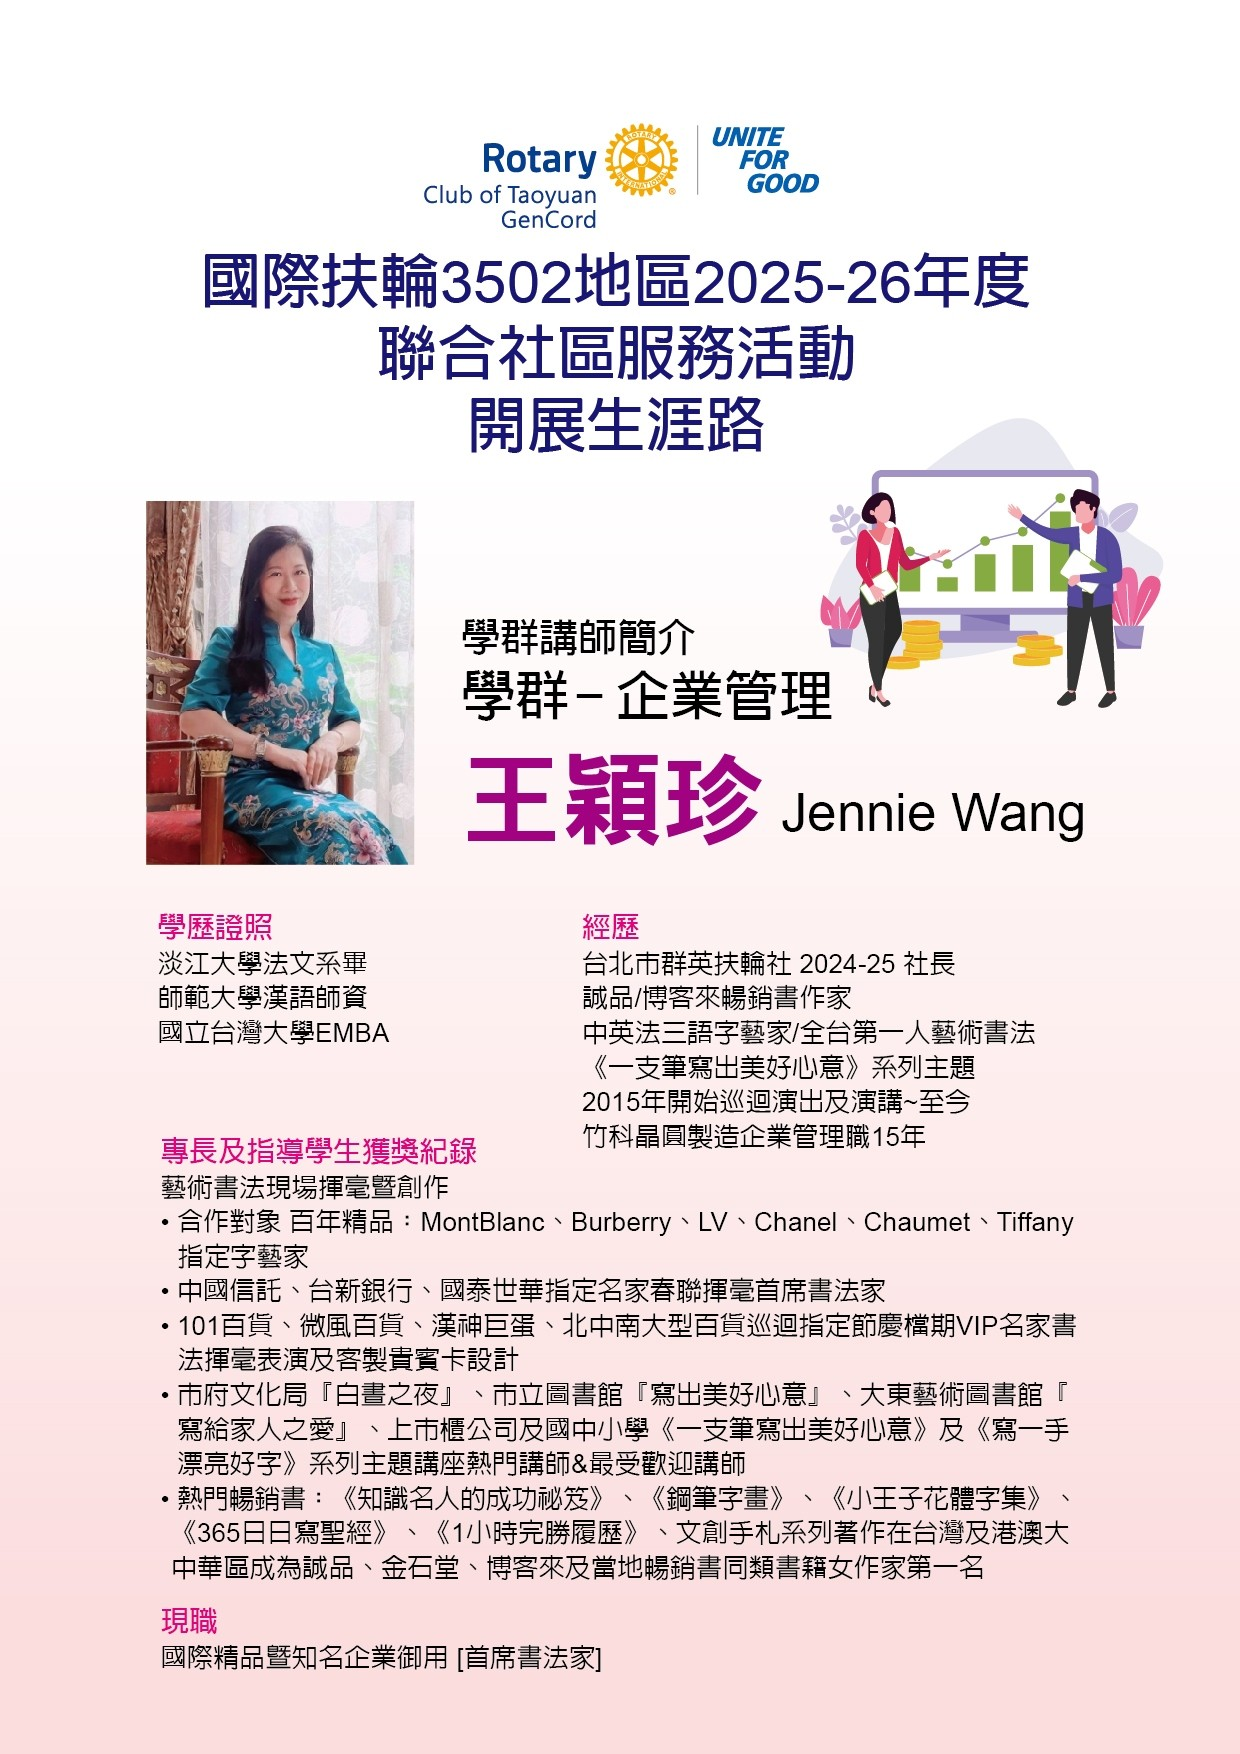 Rotary
Club of Taoyuan
GenCord
ROTARY
INTERNATIONAL
UNITE
FOR
GOOD
國際扶輪3502地區2025-26年度
聯合社區服務活動
開展生涯路
學群講師簡介
學群–企業管理
王穎珍 Jennie Wang
學歷證照
淡江大學法文系畢
師範大學漢語師資
國立台灣大學EMBA
經歷
台北市群英扶輪社 2024-25 社長
誠品/博客來暢銷書作家
中英法三語字藝家/全台第一人藝術書法
《一支筆寫出美好心意》系列主題
2015年開始巡迴演出及演講~至今
竹科晶圓製造企業管理職15年
專長及指導學生獲獎紀錄
藝術書法現場揮毫暨創作
• 合作對象 百年精品：MontBlanc、Burberry、LV、Chanel、Chaumet、Tiffany
指定字藝家
• 中國信託、台新銀行、國泰世華指定名家春聯揮毫首席書法家
• 101百貨、微風百貨、漢神巨蛋、北中南大型百貨巡迴指定節慶檔期VIP名家書
法揮毫表演及客製貴賓卡設計
• 市府文化局『白晝之夜』、市立圖書館『寫出美好心意』、大東藝術圖書館『
寫給家人之愛』、上市櫃公司及國中小學《一支筆寫出美好心意》及《寫一手
漂亮好字》系列主題講座熱門講師&最受歡迎講師
• 熱門暢銷書：《知識名人的成功祕笈》、《鋼筆字畫》、《小王子花體字集》、
《365日日寫聖經》、《1小時完勝履歷》、文創手札系列著作在台灣及港澳大
中華區成為誠品、金石堂、博客來及當地暢銷書同類書籍女作家第一名
現職
國際精品暨知名企業御用 [首席書法家]